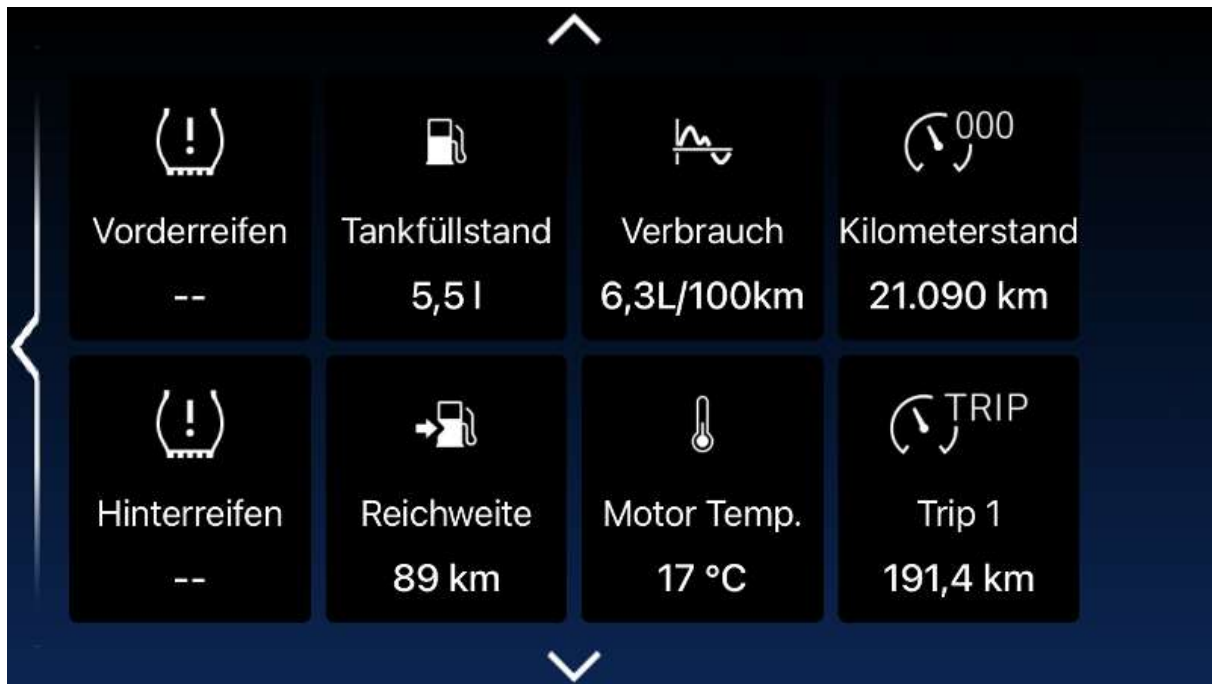 000
Vorderreifen
--
Tankfüllstand
5,5 l
Verbrauch
6,3L/100km
Kilometerstand
21.090 km
Hinterreifen
--
Reichweite
89 km
Motor Temp.
17 °C
TRIP
Trip 1
191,4 km